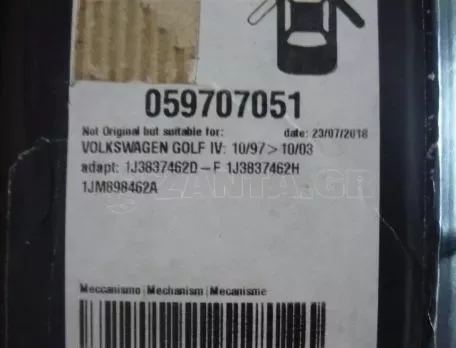 059707051
Not Original but suitable for: date: 23/07/2018
VOLKSWAGEN GOLF IV: 10/97 > 10/03
adapt: 1J3837462D-F 1J3837462H
1JM898462A
ZANTA.GR
Meccanismo | Mechanism | Mecanisme